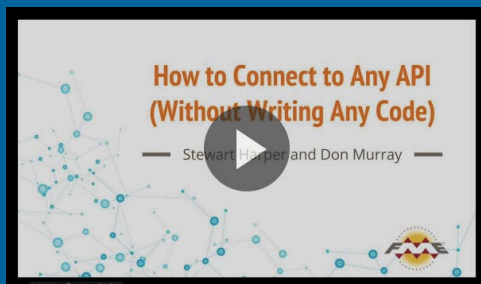 How to Connect to Any API
(Without Writing Any Code)
Stewart Harper and Don Murray
FME